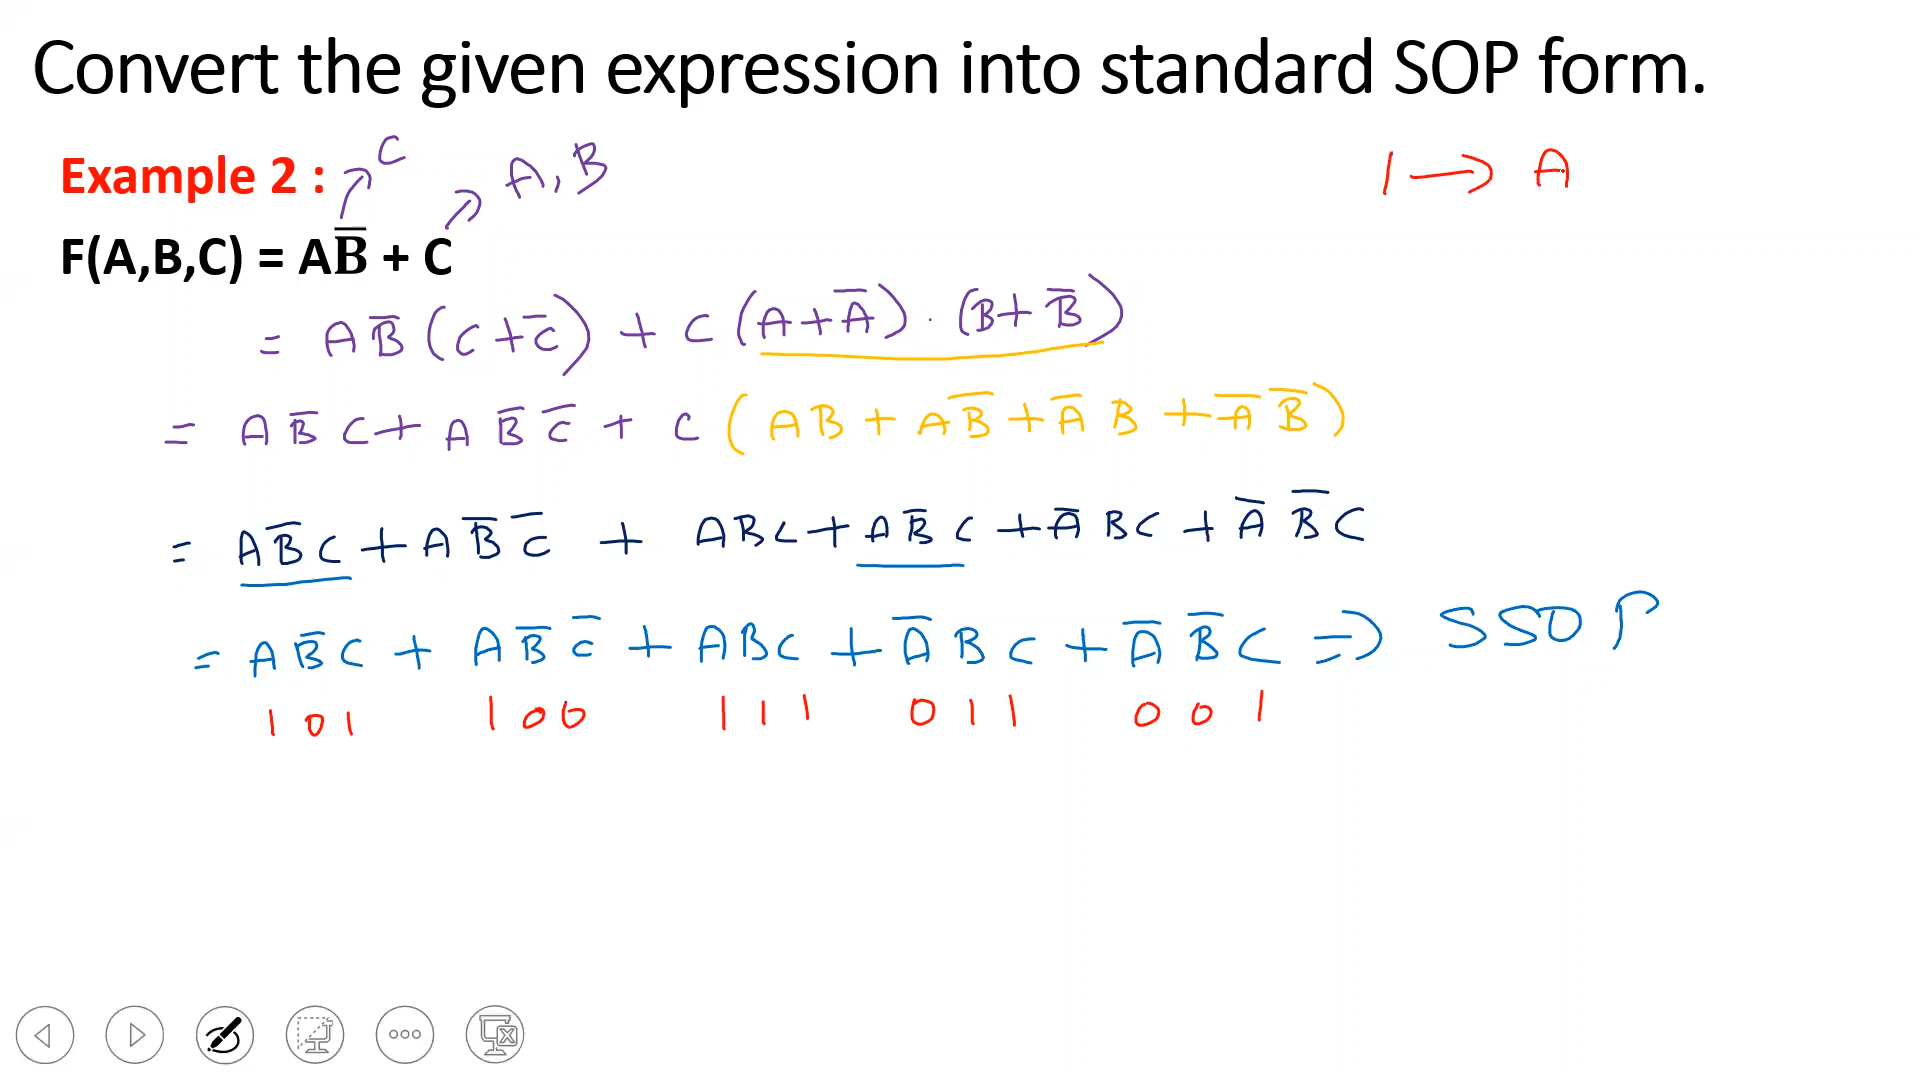 Convert the given expression into standard SOP form.
Example 2 :
C
A, B
1 → A
F(A,B,C) = AB̅ + C
= AB̅(C+C̅) + C(A+A̅)·(B+B̅)
= AB̅C + AB̅C̅ + C(AB + AB̅ + A̅B + A̅B̅)
= AB̅C + AB̅C̅ + ABC + AB̅C + A̅BC + A̅B̅C
= AB̅C + AB̅C̅ + ABC + A̅BC + A̅B̅C ⇒ SSOP
101 100 111 011 001